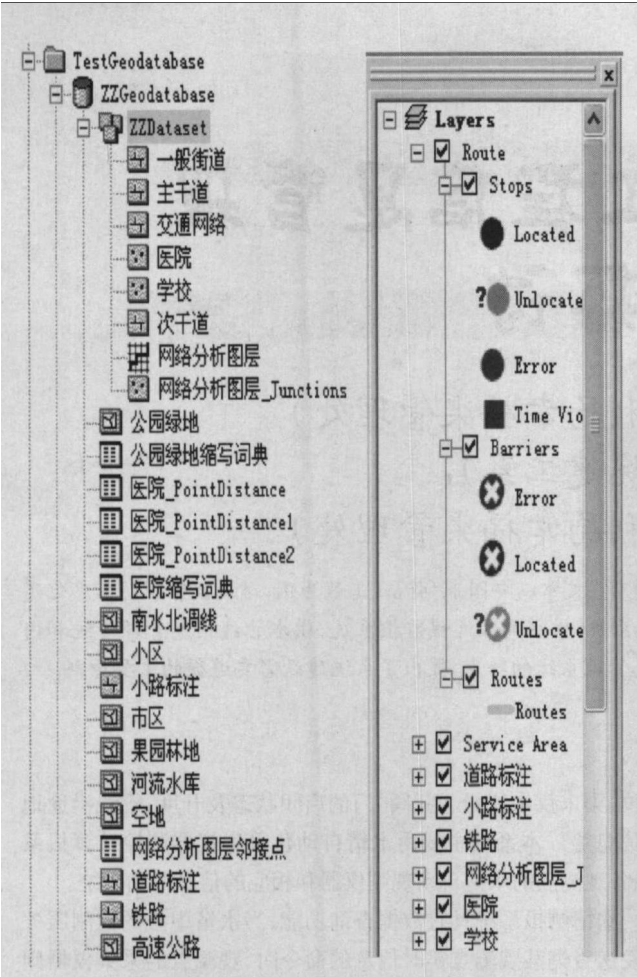 TestGeodatabase
ZZGeodatabase
ZZDataset
一般街道
主干道
交通网络
医院
学校
次干道
网络分析图层
网络分析图层_Junctions
公园绿地
公园绿地缩写词典
医院_PointDistance
医院_PointDistance1
医院_PointDistance2
医院缩写词典
南水北调线
小区
小路标注
市区
果园林地
河流水库
空地
网络分析图层邻接点
道路标注
铁路
高速公路
Layers
Route
Stops
Located
?Unlocate
Error
Time Vio
Barriers
Error
Located
?Unlocate
Routes
Routes
Service Area
道路标注
小路标注
铁路
网络分析图层_J
医院
学校